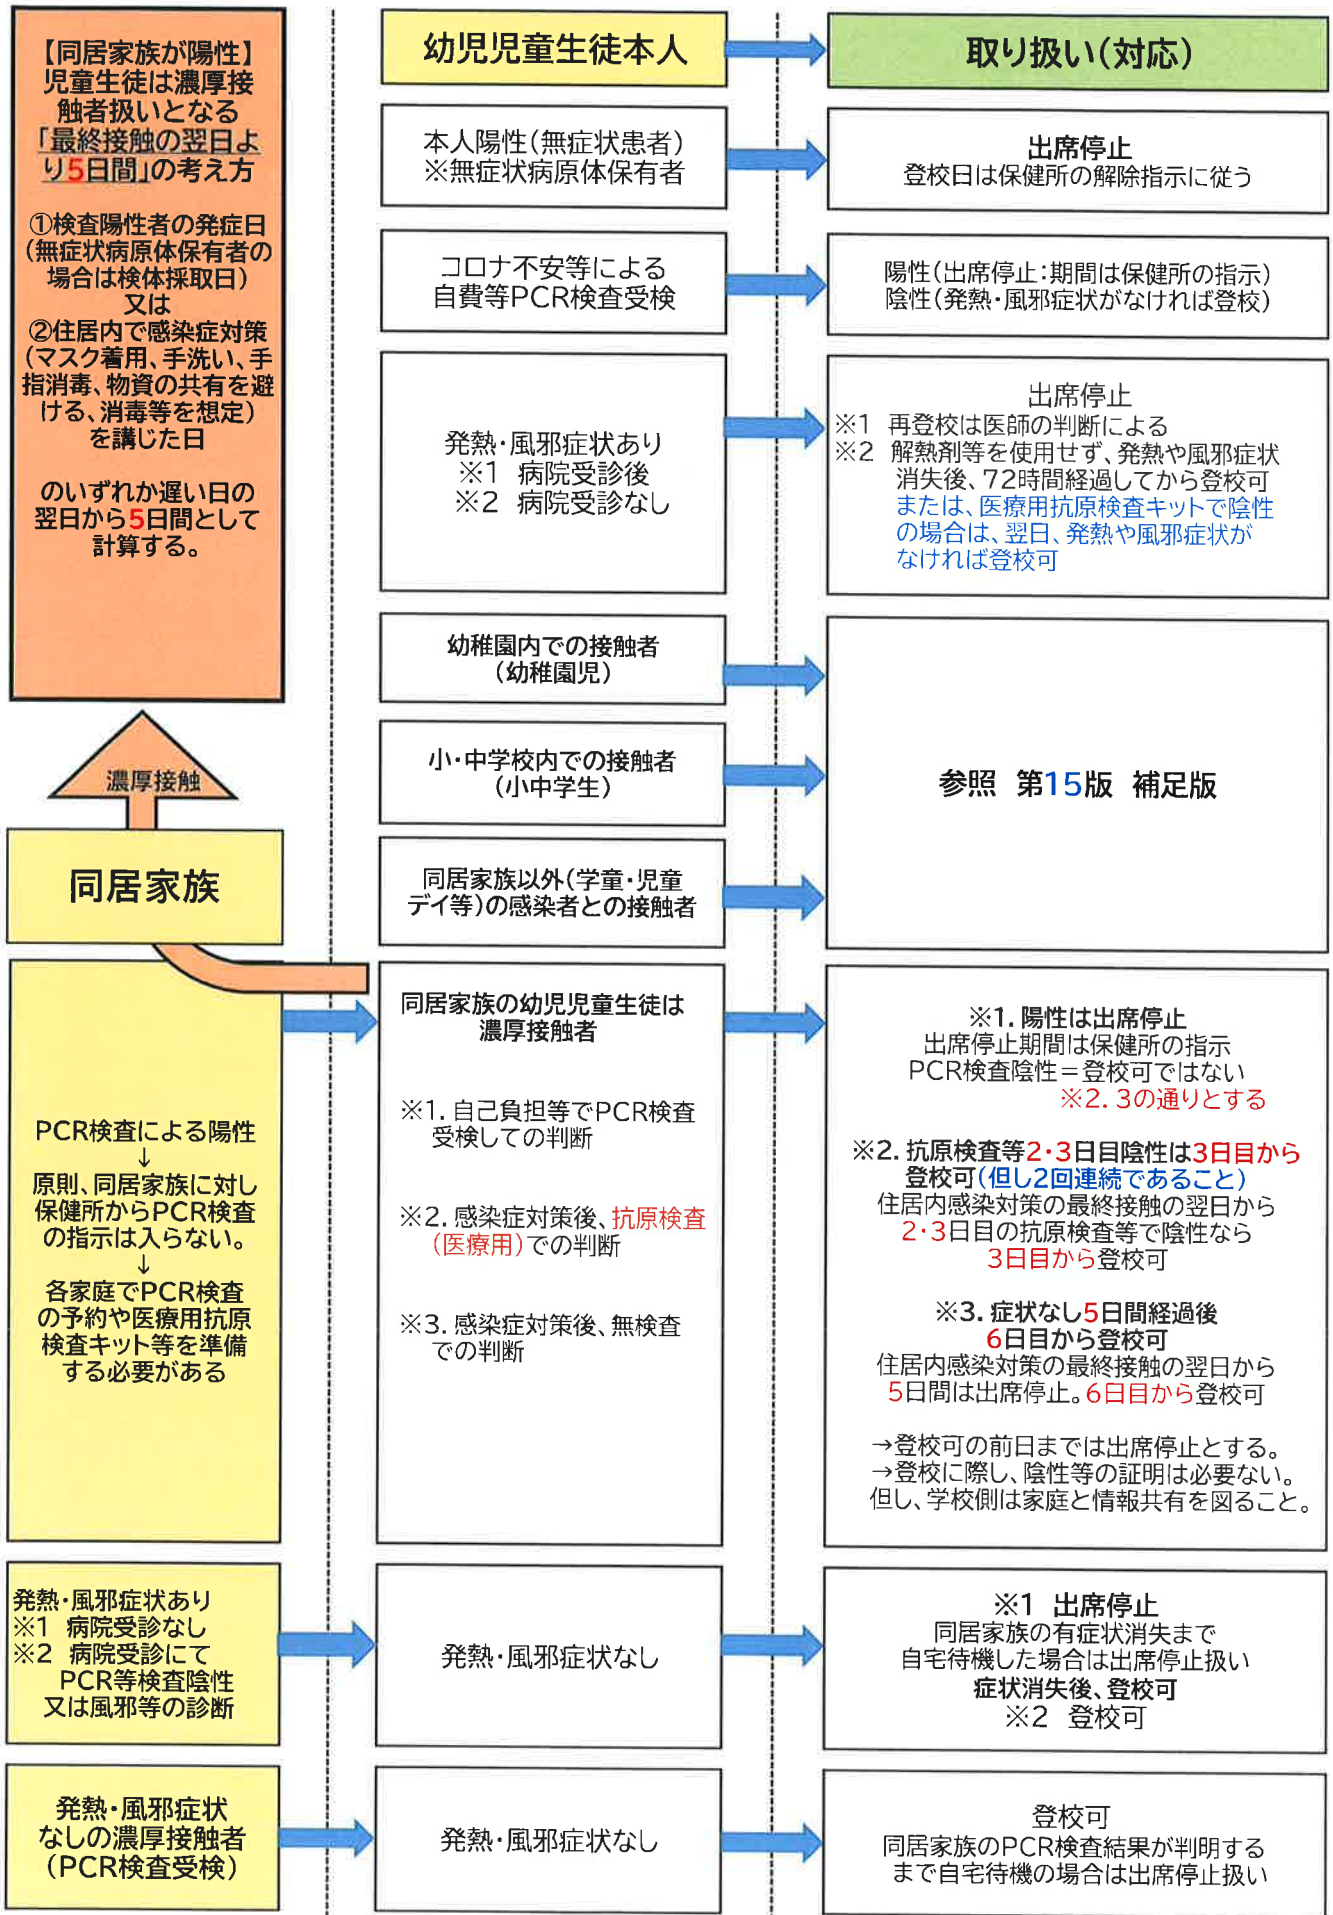 【同居家族が陽性】
児童生徒は濃厚接
触者扱いとなる
「最終接触の翌日よ
り5日間」の考え方
①検査陽性者の発症日
(無症状病原体保有者の
場合は検体採取日)
又は
②住居内で感染症対策
(マスク着用、手洗い、手
指消毒、物資の共有を避
ける、消毒等を想定)
を講じた日
のいずれか遅い日の
翌日から5日間として
計算する。
濃厚接触
同居家族
幼児児童生徒本人
取り扱い(対応)
本人陽性(無症状患者)
※無症状病原体保有者
出席停止
登校日は保健所の解除指示に従う
コロナ不安等による
自費等PCR検査受検
陽性(出席停止:期間は保健所の指示)
陰性(発熱・風邪症状がなければ登校)
発熱・風邪症状あり
※1 病院受診後
※2 病院受診なし
出席停止
※1 再登校は医師の判断による
※2 解熱剤等を使用せず、発熱や風邪症状
消失後、72時間経過してから登校可
または、医療用抗原検査キットで陰性
の場合は、翌日、発熱や風邪症状が
なければ登校可
幼稚園内での接触者
(幼稚園児)
小・中学校内での接触者
(小中学生)
同居家族以外(学童・児童
デイ等)の感染者との接触者
参照 第15版 補足版
PCR検査による陽性
↓
原則、同居家族に対し
保健所からPCR検査
の指示は入らない。
↓
各家庭でPCR検査
の予約や医療用抗原
検査キット等を準備
する必要がある
同居家族の幼児児童生徒は
濃厚接触者
※1. 自己負担等でPCR検査
受検しての判断
※2. 感染症対策後、抗原検査
(医療用)での判断
※3. 感染症対策後、無検査
での判断
※1. 陽性は出席停止
出席停止期間は保健所の指示
PCR検査陰性=登校可ではない
※2. 3の通りとする
※2. 抗原検査等2・3日目陰性は3日目から
登校可(但し2回連続であること)
住居内感染対策の最終接触の翌日から
2・3日目の抗原検査等で陰性なら
3日目から登校可
※3. 症状なし5日間経過後
6日目から登校可
住居内感染対策の最終接触の翌日から
5日間は出席停止。6日目から登校可
→登校可の前日までは出席停止とする。
→登校に際し、陰性等の証明は必要ない。
但し、学校側は家庭と情報共有を図ること。
発熱・風邪症状あり
※1 病院受診なし
※2 病院受診にて
PCR等検査陰性
又は風邪等の診断
発熱・風邪症状なし
※1 出席停止
同居家族の有症状消失まで
自宅待機した場合は出席停止扱い
症状消失後、登校可
※2 登校可
発熱・風邪症状
なしの濃厚接触者
(PCR検査受検)
発熱・風邪症状なし
登校可
同居家族のPCR検査結果が判明する
まで自宅待機の場合は出席停止扱い